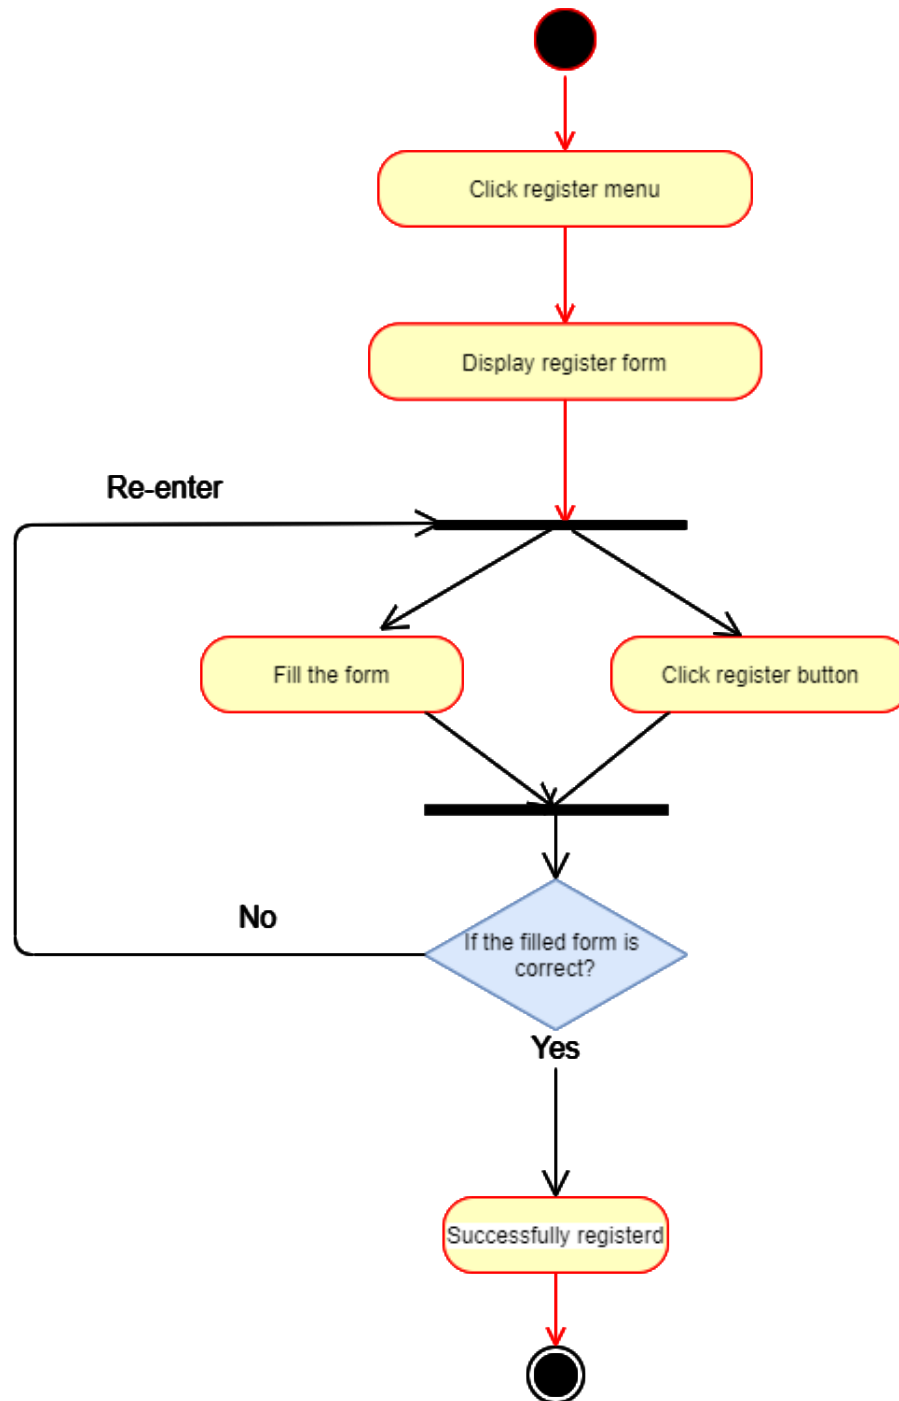 Click register menu
Display register form
Re-enter
Fill the form
Click register button
No
If the filled form is
correct?
Yes
Successfully registerd